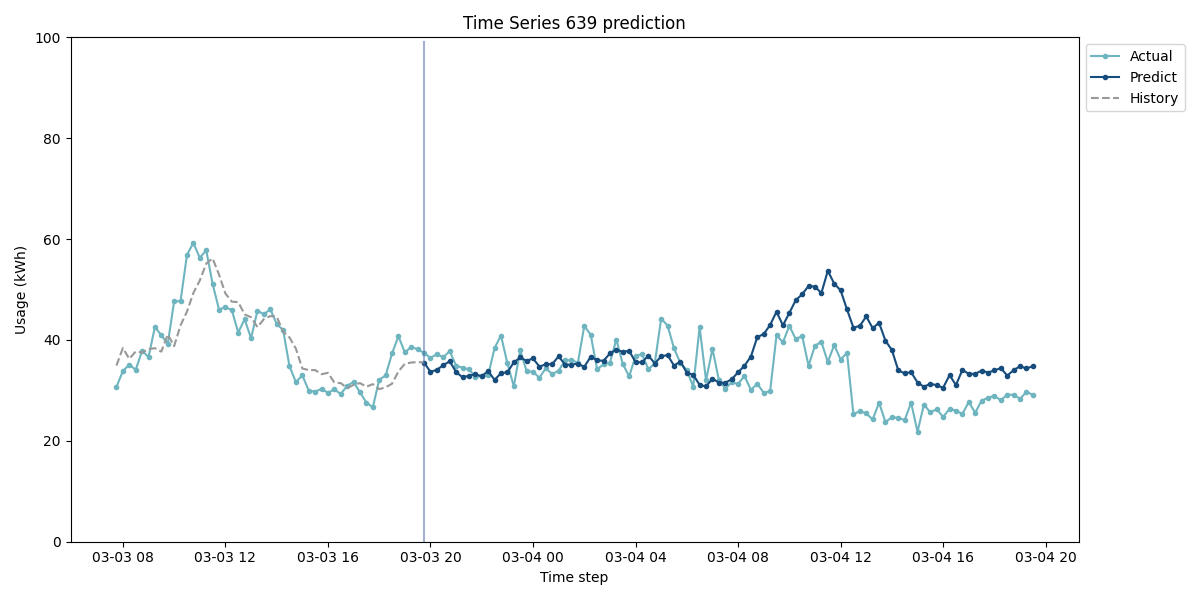 Time Series 639 prediction
Usage (kWh)
100
80
60
40
20
0
03-03 08
03-03 12
03-03 16
03-03 20
03-04 00
03-04 04
03-04 08
03-04 12
03-04 16
03-04 20
Time step
Actual
Predict
History